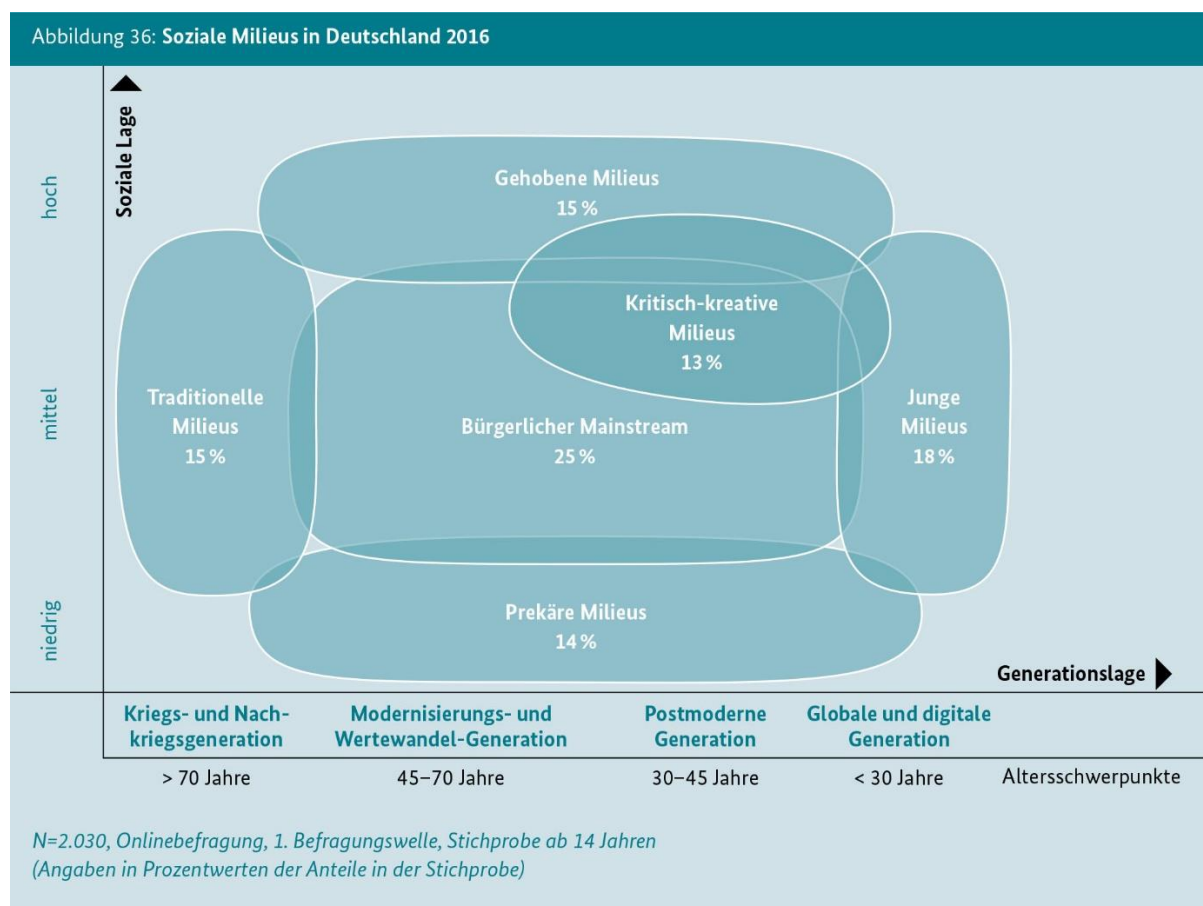 Abbildung 36: Soziale Milieus in Deutschland 2016
Soziale Lage
hoch
mittel
niedrig
Gehobene Milieus
15 %
Kritisch-kreative
Milieus
13 %
Traditionelle
Milieus
15 %
Bürgerlicher Mainstream
25 %
Junge
Milieus
18 %
Prekäre Milieus
14 %
Generationslage
Kriegs- und Nach-
kriegsgeneration
Modernisierungs- und
Wertewandel-Generation
Postmoderne
Generation
Globale und digitale
Generation
> 70 Jahre
45–70 Jahre
30–45 Jahre
< 30 Jahre
Altersschwerpunkte
N=2.030, Onlinebefragung, 1. Befragungswelle, Stichprobe ab 14 Jahren
(Angaben in Prozentwerten der Anteile in der Stichprobe)